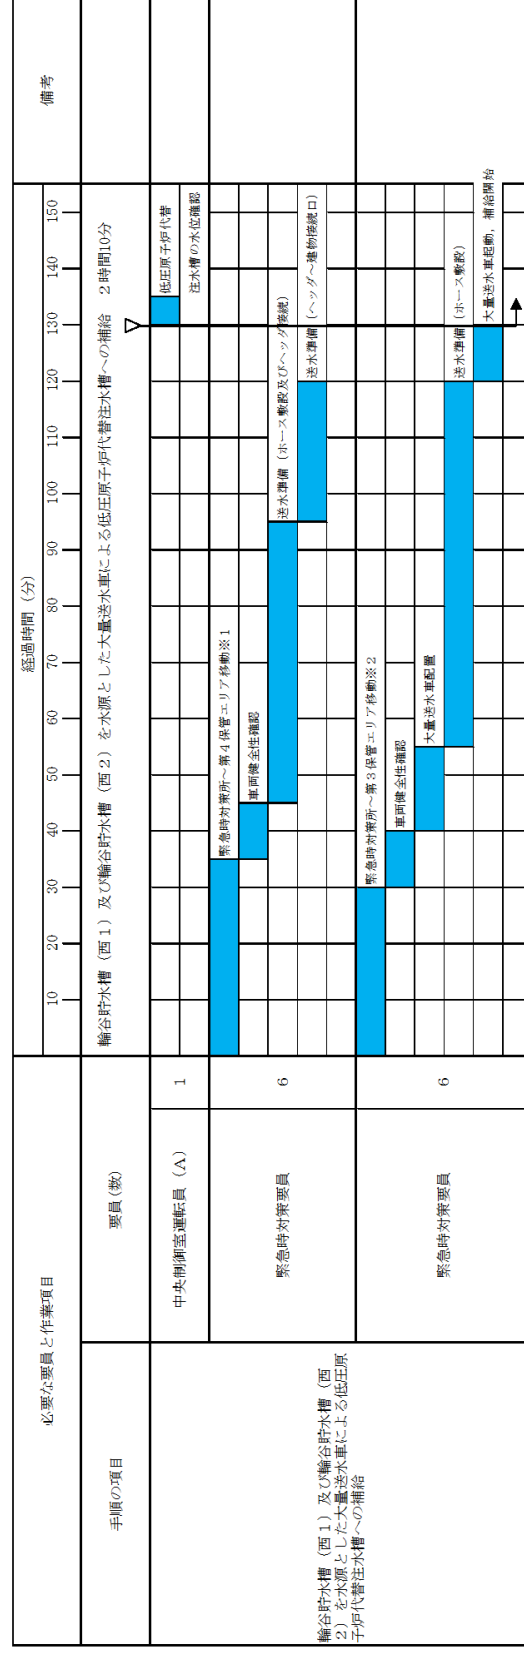 必要な要員と作業項目
経過時間（分）
備考
手順の項目
要員(数)
10 20 30 40 50 60 70 80 90 100 110 120 130 140 150
輪谷貯水槽（西１）及び輪谷貯水槽（西２）を水源とした大量送水車による低圧原子炉代替注水槽への補給　２時間10分
輪谷貯水槽（西１）及び輪谷貯水槽（西
２）を水源とした大量送水車による低圧原
子炉代替注水槽への補給
中央制御室運転員（Ａ）
1
低圧原子炉代替
注水槽の水位確認
緊急時対策要員
6
緊急時対策所～第４保管エリア移動※１
車両健全性確認
送水準備（ホース敷設及びヘッダ接続）
送水準備（ヘッダ～建物接続口）
緊急時対策要員
6
緊急時対策所～第３保管エリア移動※２
車両健全性確認
大量送水車配置
送水準備（ホース敷設）
大量送水車起動，補給開始